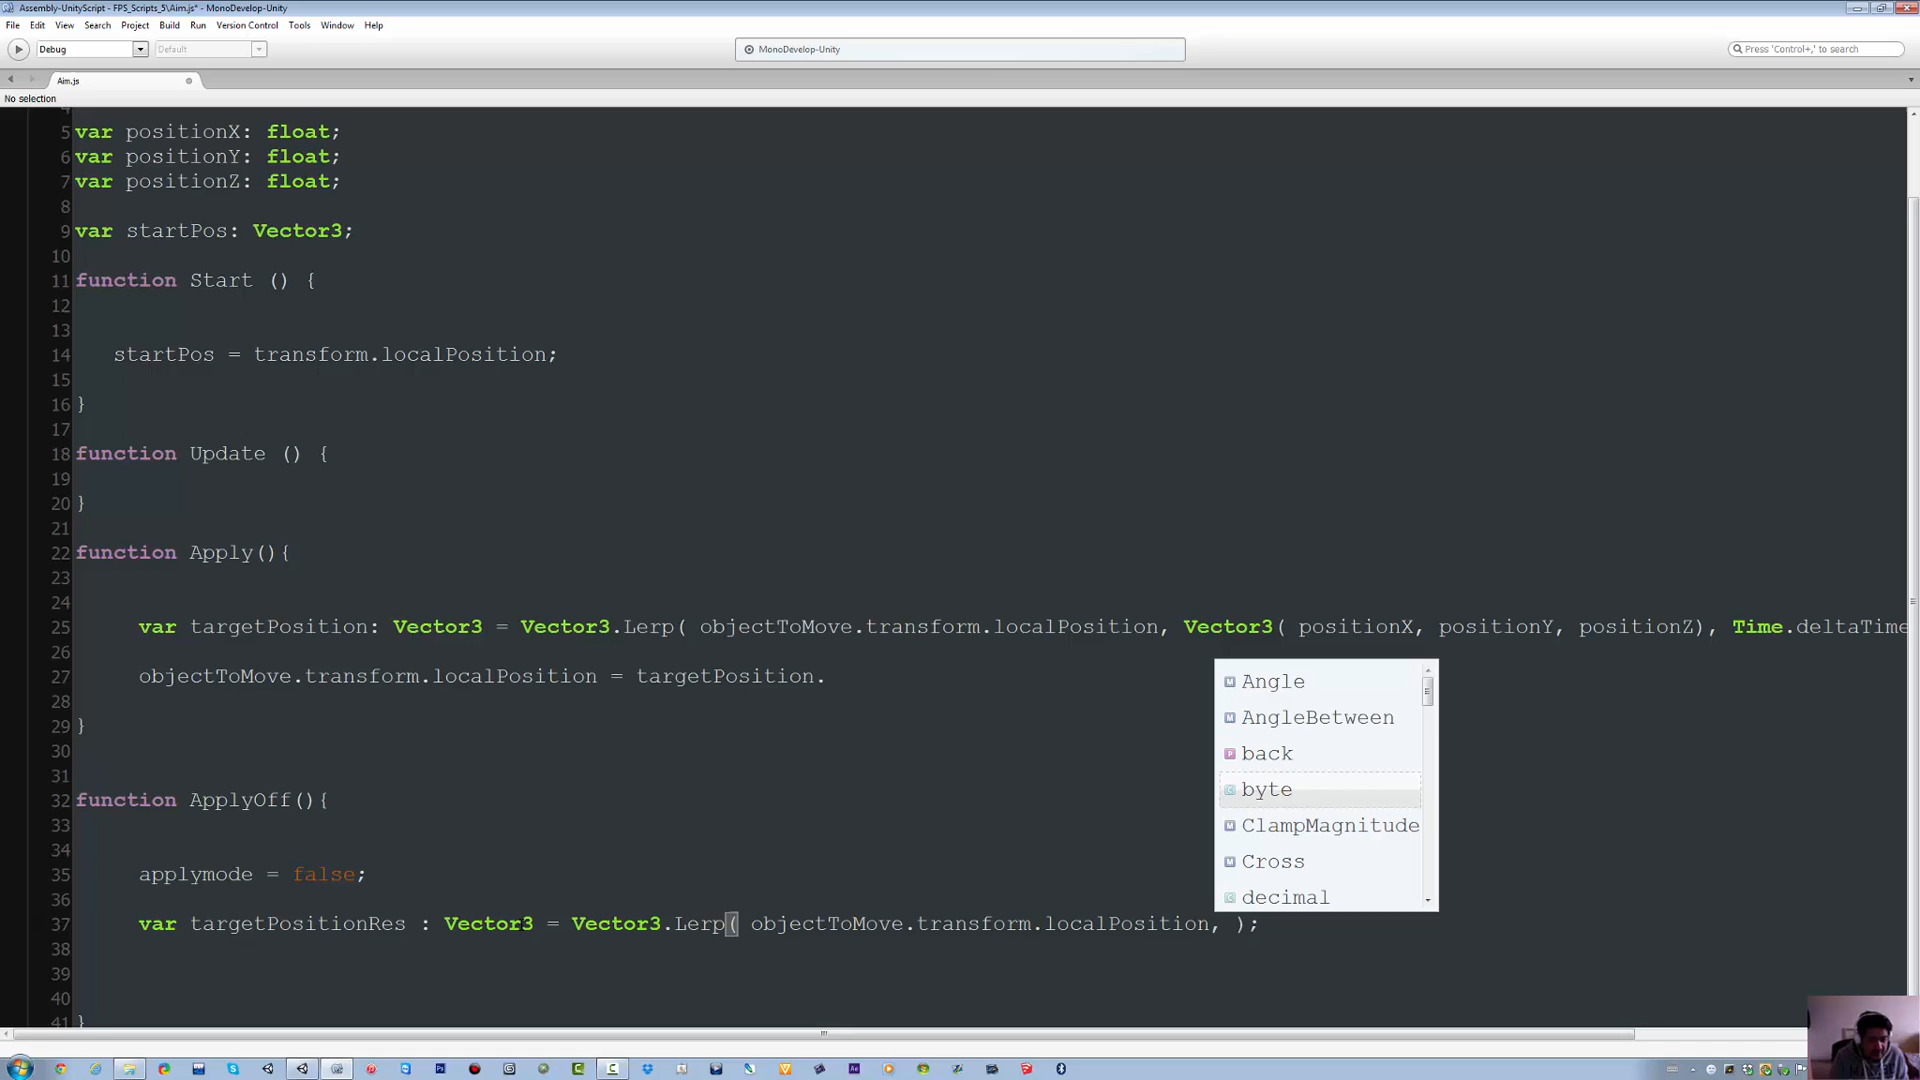 Assembly-UnityScript - FPS_Scripts_5\Aim.js* - MonoDevelop-Unity
File Edit View Search Project Build Run Version Control Tools Window Help
Debug Default MonoDevelop-Unity Press 'Control+,' to search
Aim.js
No selection
4
5 var positionX: float;
6 var positionY: float;
7 var positionZ: float;
8
9 var startPos: Vector3;
10
11 function Start () {
12
13
14 startPos = transform.localPosition;
15
16 }
17
18 function Update () {
19
20 }
21
22 function Apply(){
23
24
25 var targetPosition: Vector3 = Vector3.Lerp( objectToMove.transform.localPosition, Vector3( positionX, positionY, positionZ), Time.deltaTime
26
27 objectToMove.transform.localPosition = targetPosition.
28
29 }
30
31
32 function ApplyOff(){
33
34
35 applymode = false;
36
37 var targetPositionRes : Vector3 = Vector3.Lerp( objectToMove.transform.localPosition, );
38
39
40
41 }
Angle
AngleBetween
back
byte
ClampMagnitude
Cross
decimal